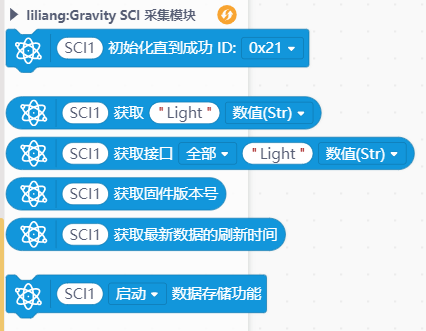 liliang:Gravity SCI 采集模块
SCI1 初始化直到成功 ID: 0x21
SCI1 获取 "Light" 数值(Str)
SCI1 获取接口 全部 "Light" 数值(Str)
SCI1 获取固件版本号
SCI1 获取最新数据的刷新时间
SCI1 启动 数据存储功能